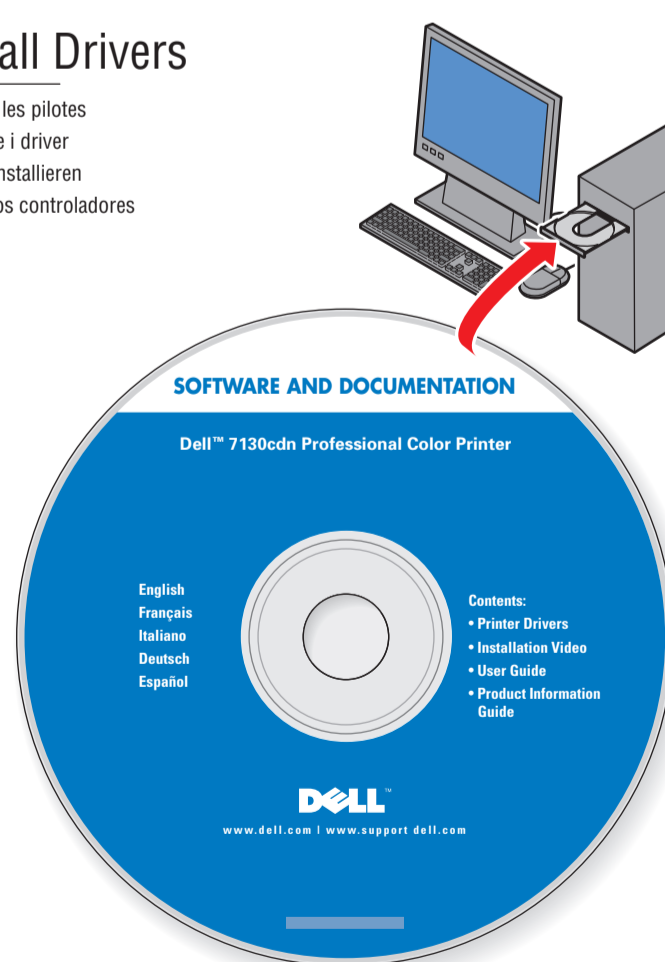 all Drivers
les pilotes
e i driver
nstallieren
os controladores
SOFTWARE AND DOCUMENTATION
Dell™ 7130cdn Professional Color Printer
English
Français
Italiano
Deutsch
Español
Contents:
• Printer Drivers
• Installation Video
• User Guide
• Product Information
Guide
DELL™
www.dell.com | www.support dell.com